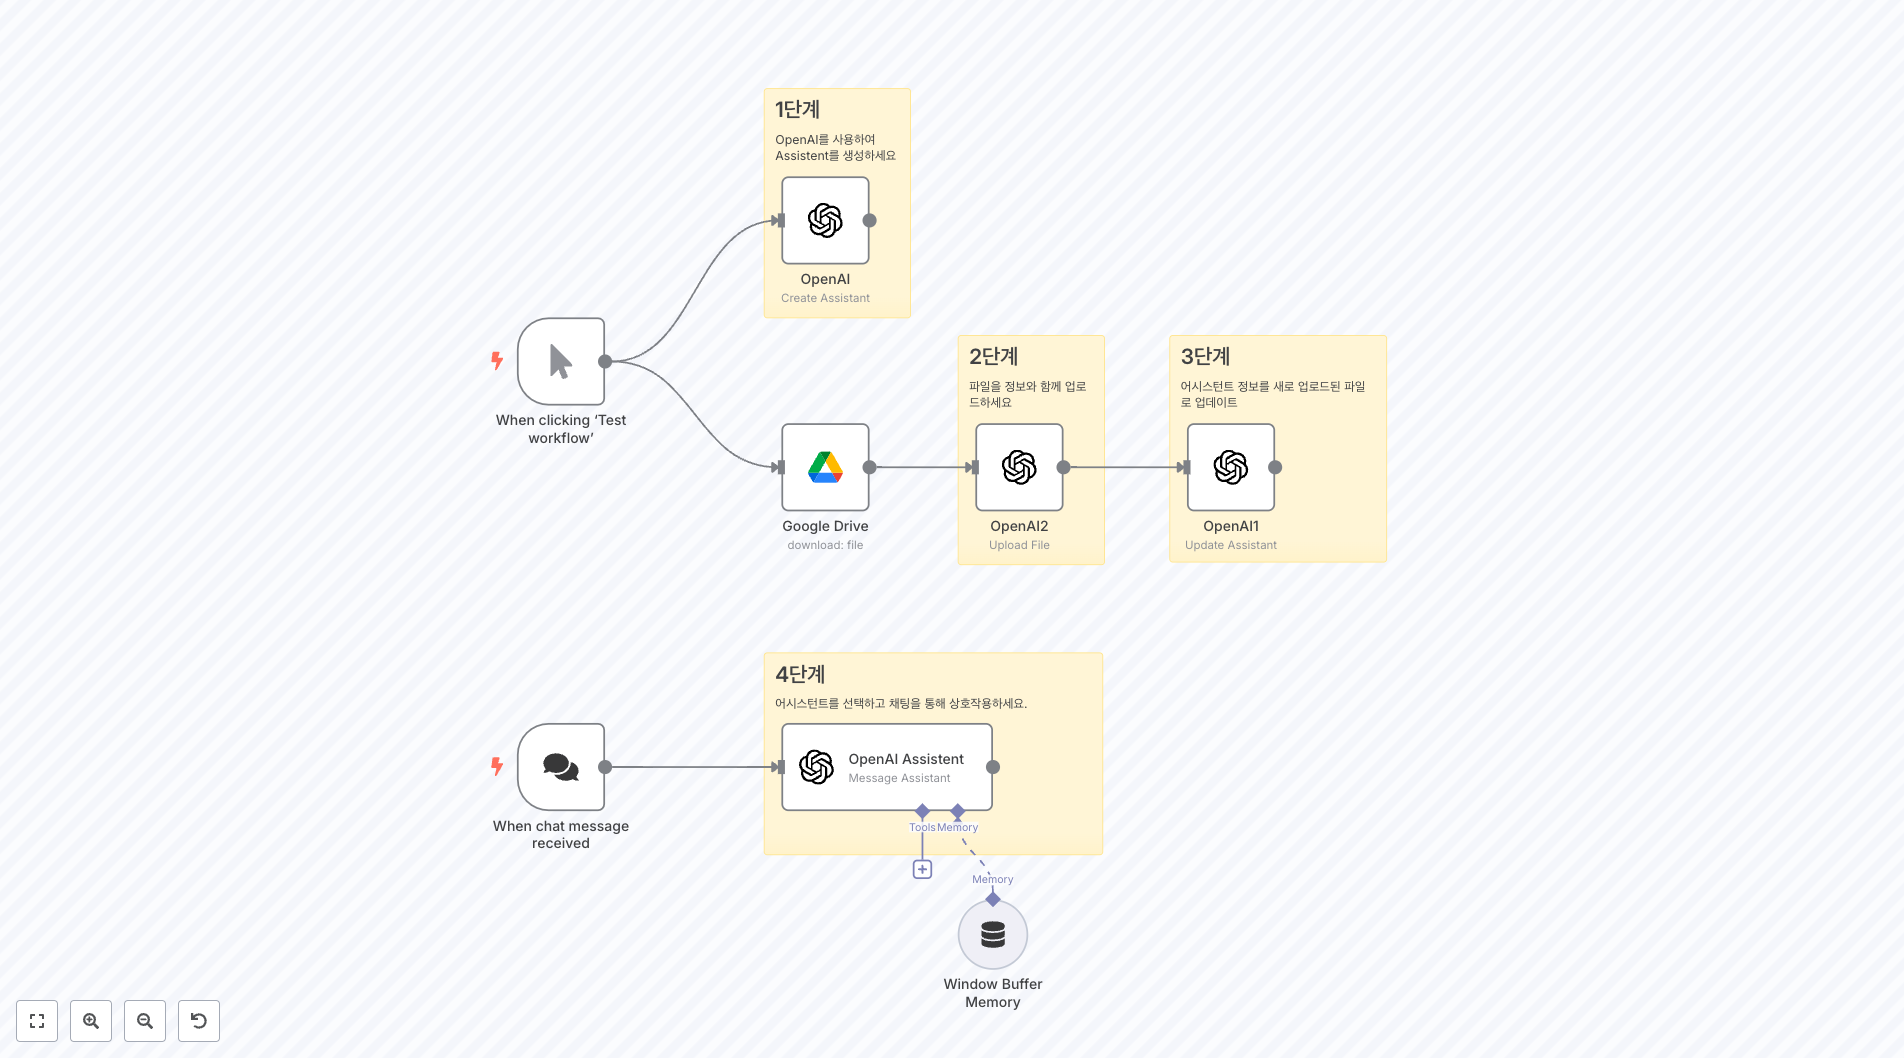 1단계
OpenAI를 사용하여
Assistent를 생성하세요
OpenAI
Create Assistant
When clicking ‘Test
workflow’
Google Drive
download: file
2단계
파일을 정보와 함께 업로
드하세요
OpenAI2
Upload File
3단계
어시스턴트 정보를 새로 업로드된 파일
로 업데이트
OpenAI1
Update Assistant
4단계
어시스턴트를 선택하고 채팅을 통해 상호작용하세요.
OpenAI Assistent
Message Assistant
Tools
Memory
When chat message
received
Memory
Window Buffer
Memory